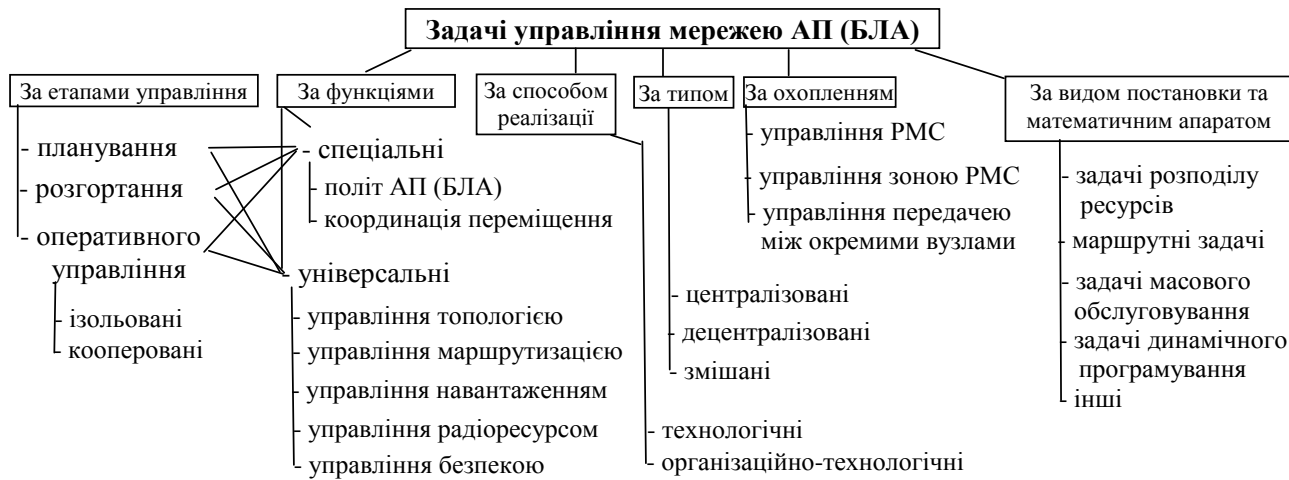 Задачі управління мережею АП (БЛА)
За етапами управління
- планування
- розгортання
- оперативного
управління
- ізольовані
- кооперовані
За функціями
- спеціальні
- політ АП (БЛА)
- координація переміщення
- універсальні
- управління топологією
- управління маршрутизацією
- управління навантаженням
- управління радіоресурсом
- управління безпекою
За способом
реалізації
- технологічні
- організаційно-технологічні
За типом
- централізовані
- децентралізовані
- змішані
За охопленням
- управління РМС
- управління зоною РМС
- управління передачею
між окремими вузлами
За видом постановки та
математичним апаратом
- задачі розподілу
ресурсів
- маршрутні задачі
- задачі масового
обслуговування
- задачі динамічного
програмування
- інші